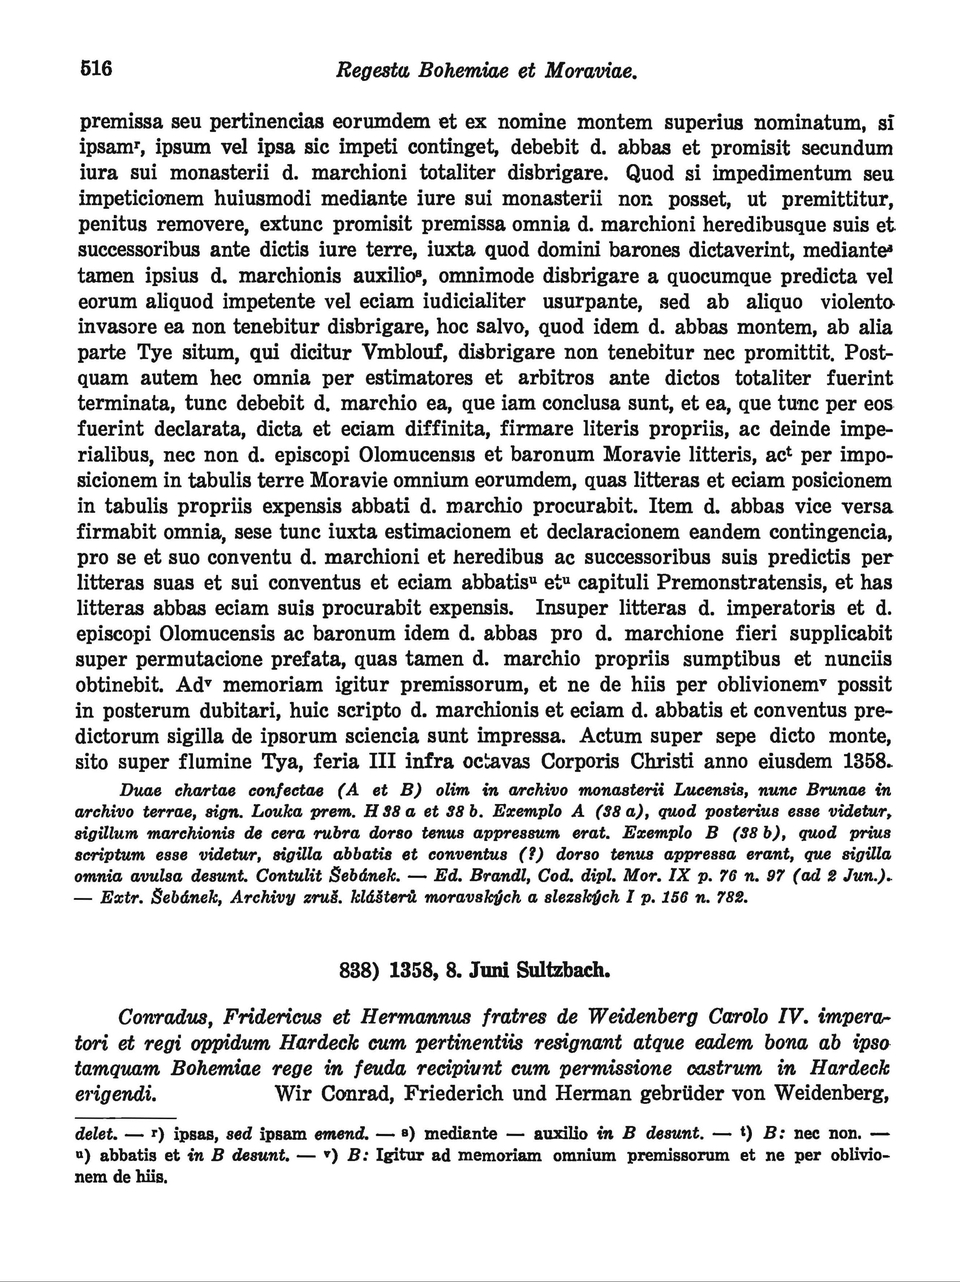 516
Regesta Bohemiae et Moraviae.
premissa seu pertinencias eorumdem et ex nomine montem superius nominatum, si
ipsamʳ, ipsum vel ipsa sic impeti continget, debebit d. abbas et promisit secundum
iura sui monasterii d. marchioni totaliter disbrigare. Quod si impedimentum seu
impeticionem huiusmodi mediante iure sui monasterii non posset, ut premittitur,
penitus removere, extunc promisit premissa omnia d. marchioni heredibusque suis et
successoribus ante dictis iure terre, iuxta quod domini barones dictaverint, medianteˢ
tamen ipsius d. marchionis auxilioˢ, omnimode disbrigare a quocumque predicta vel
eorum aliquod impetente vel eciam iudicialiter usurpante, sed ab aliquo violento
invasore ea non tenebitur disbrigare, hoc salvo, quod idem d. abbas montem, ab alia
parte Tye situm, qui dicitur Vmblouf, disbrigare non tenebitur nec promittit. Post-
quam autem hec omnia per estimatores et arbitros ante dictos totaliter fuerint
terminata, tunc debebit d. marchio ea, que iam conclusa sunt, et ea, que tunc per eos
fuerint declarata, dicta et eciam diffinita, firmare literis propriis, ac deinde impe-
rialibus, nec non d. episcopi Olomucensis et baronum Moravie litteris, acᵗ per impo-
sicionem in tabulis terre Moravie omnium eorumdem, quas litteras et eciam posicionem
in tabulis propriis expensis abbati d. marchio procurabit. Item d. abbas vice versa
firmabit omnia, sese tunc iuxta estimacionem et declaracionem eandem contingencia,
pro se et suo conventu d. marchioni et heredibus ac successoribus suis predictis per
litteras suas et sui conventus et eciam abbatisᵘ etᵘ capituli Premonstratensis, et has
litteras abbas eciam suis procurabit expensis. Insuper litteras d. imperatoris et d.
episcopi Olomucensis ac baronum idem d. abbas pro d. marchione fieri supplicabit
super permutacione prefata, quas tamen d. marchio propriis sumptibus et nunciis
obtinebit. Adᵛ memoriam igitur premissorum, et ne de hiis per oblivionemᵛ possit
in posterum dubitari, huic scripto d. marchionis et eciam d. abbatis et conventus pre-
dictorum sigilla de ipsorum sciencia sunt impressa. Actum super sepe dicto monte,
sito super flumine Tya, feria III infra octavas Corporis Christi anno eiusdem 1358.
Duae chartae confectae (A et B) olim in archivo monasterii Lucensis, nunc Brunae in
archivo terrae, sign. Louka prem. H 38 a et 38 b. Exemplo A (38 a), quod posterius esse videtur,
sigillum marchionis de cera rubra dorso tenus appressum erat. Exemplo B (38 b), quod prius
scriptum esse videtur, sigilla abbatis et conventus (?) dorso tenus appressa erant, que sigilla
omnia avulsa desunt. Contulit Šebánek. — Ed. Brandl, Cod. dipl. Mor. IX p. 76 n. 97 (ad 2 Jun.).
— Extr. Šebánek, Archivy zruš. klášterů moravských a slezských I p. 156 n. 782.
838) 1358, 8. Juni Sultzbach.
Conradus, Fridericus et Hermannus fratres de Weidenberg Carolo IV. impera-
tori et regi oppidum Hardeck cum pertinentiis resignant atque eadem bona ab ipso
tamquam Bohemiae rege in feuda recipiunt cum permissione castrum in Hardeck
erigendi. Wir Conrad, Friederich und Herman gebrüder von Weidenberg,
delet. — ʳ) ipsas, sed ipsam emend. — ˢ) mediante — auxilio in B desunt. — ᵗ) B: nec non. —
ᵘ) abbatis et in B desunt. — ᵛ) B: Igitur ad memoriam omnium premissorum et ne per oblivio-
nem de hiis.